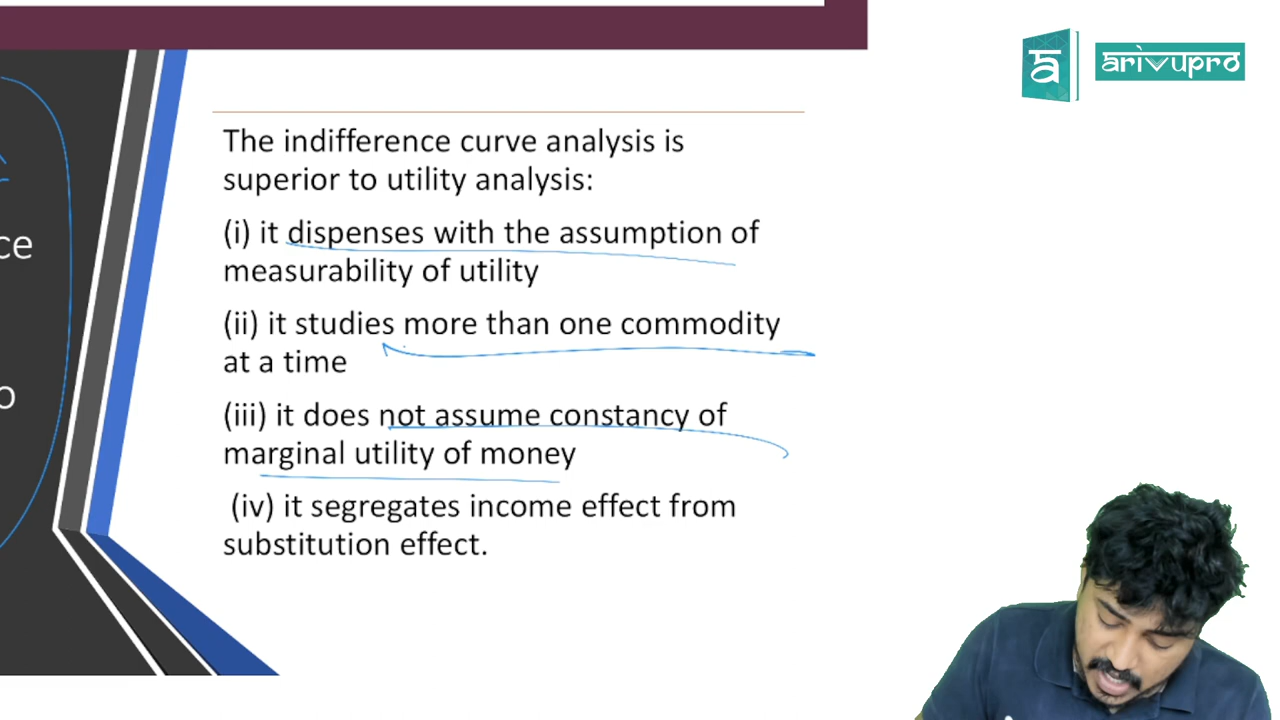 ā arivupro
The indifference curve analysis is
superior to utility analysis:
(i) it dispenses with the assumption of
measurability of utility
(ii) it studies more than one commodity
at a time
(iii) it does not assume constancy of
marginal utility of money
(iv) it segregates income effect from
substitution effect.
ce
o